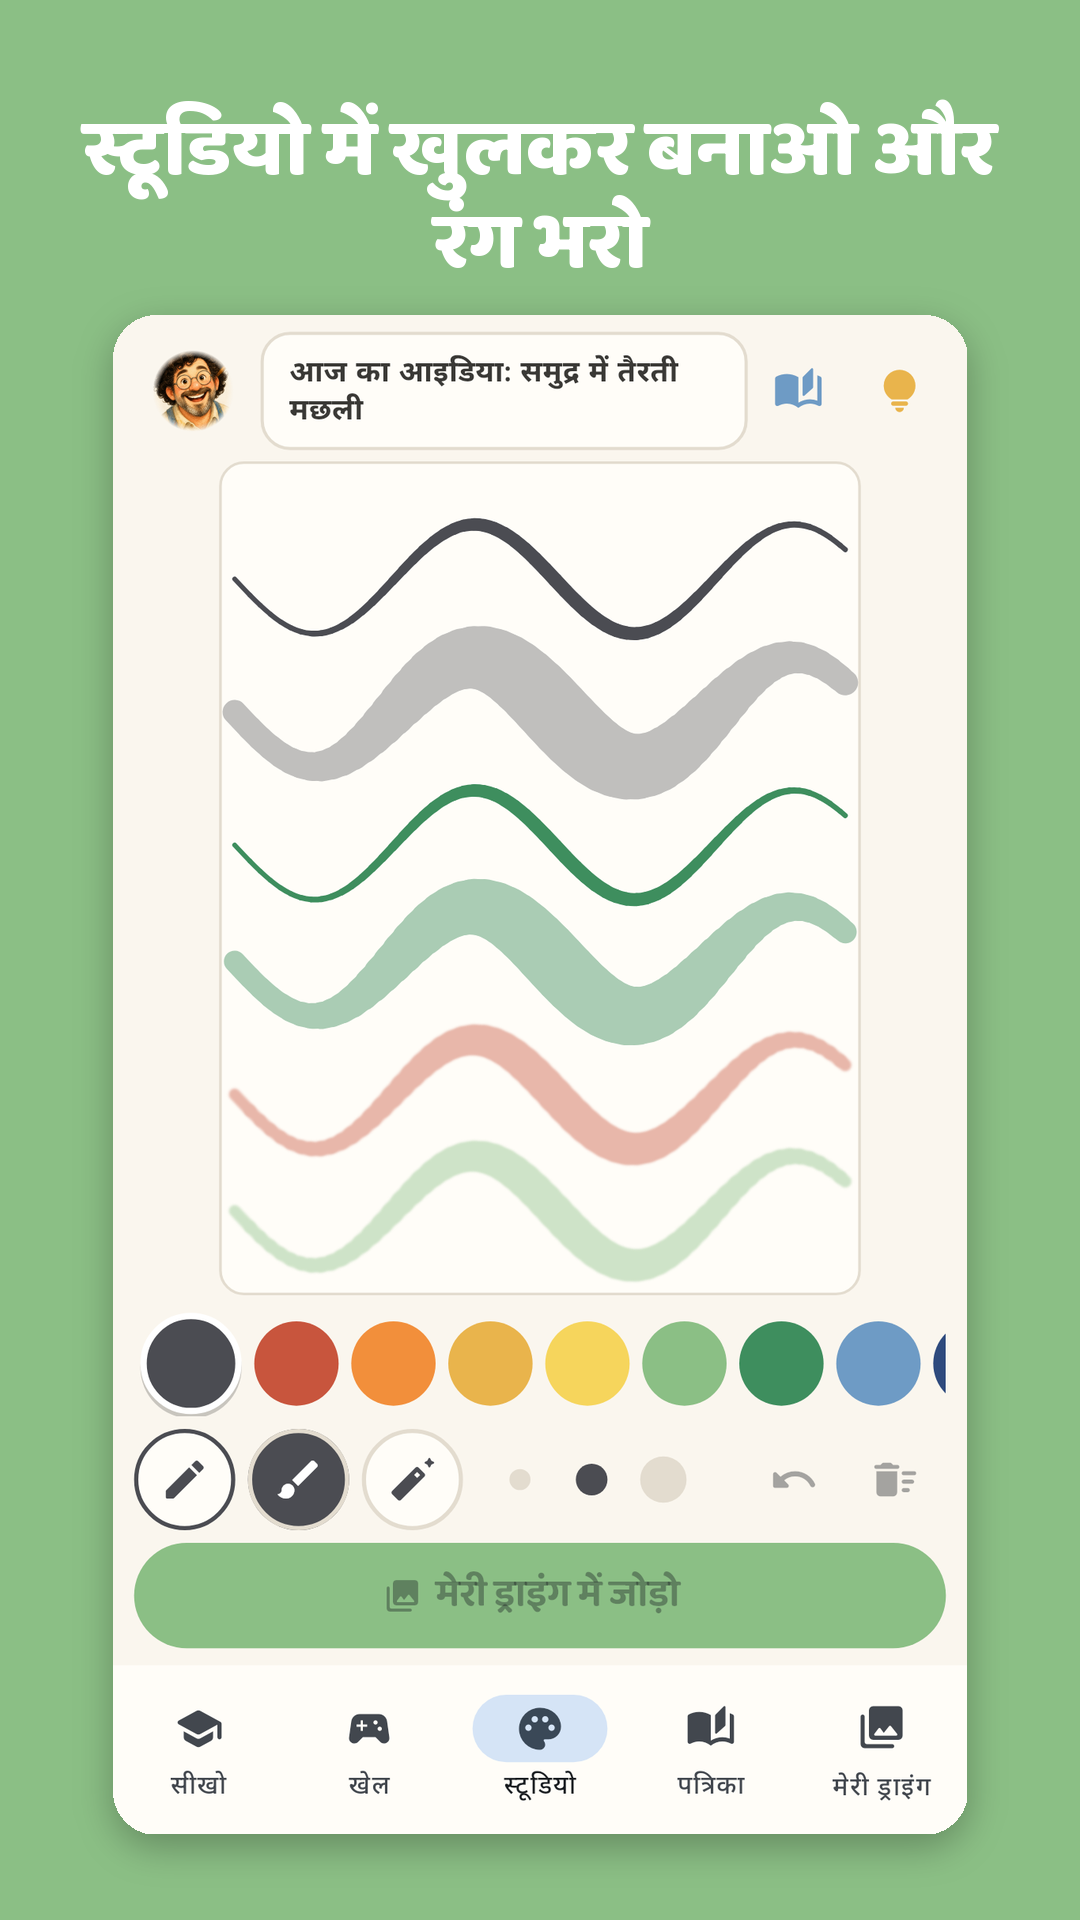 स्टूडियो में खुलकर बनाओ और
रंग भरो
आज का आइडिया: समुद्र में तैरती
मछली
मेरी ड्राइंग में जोड़ो
सीखो
खेल
स्टूडियो
पत्रिका
मेरी ड्राइंग